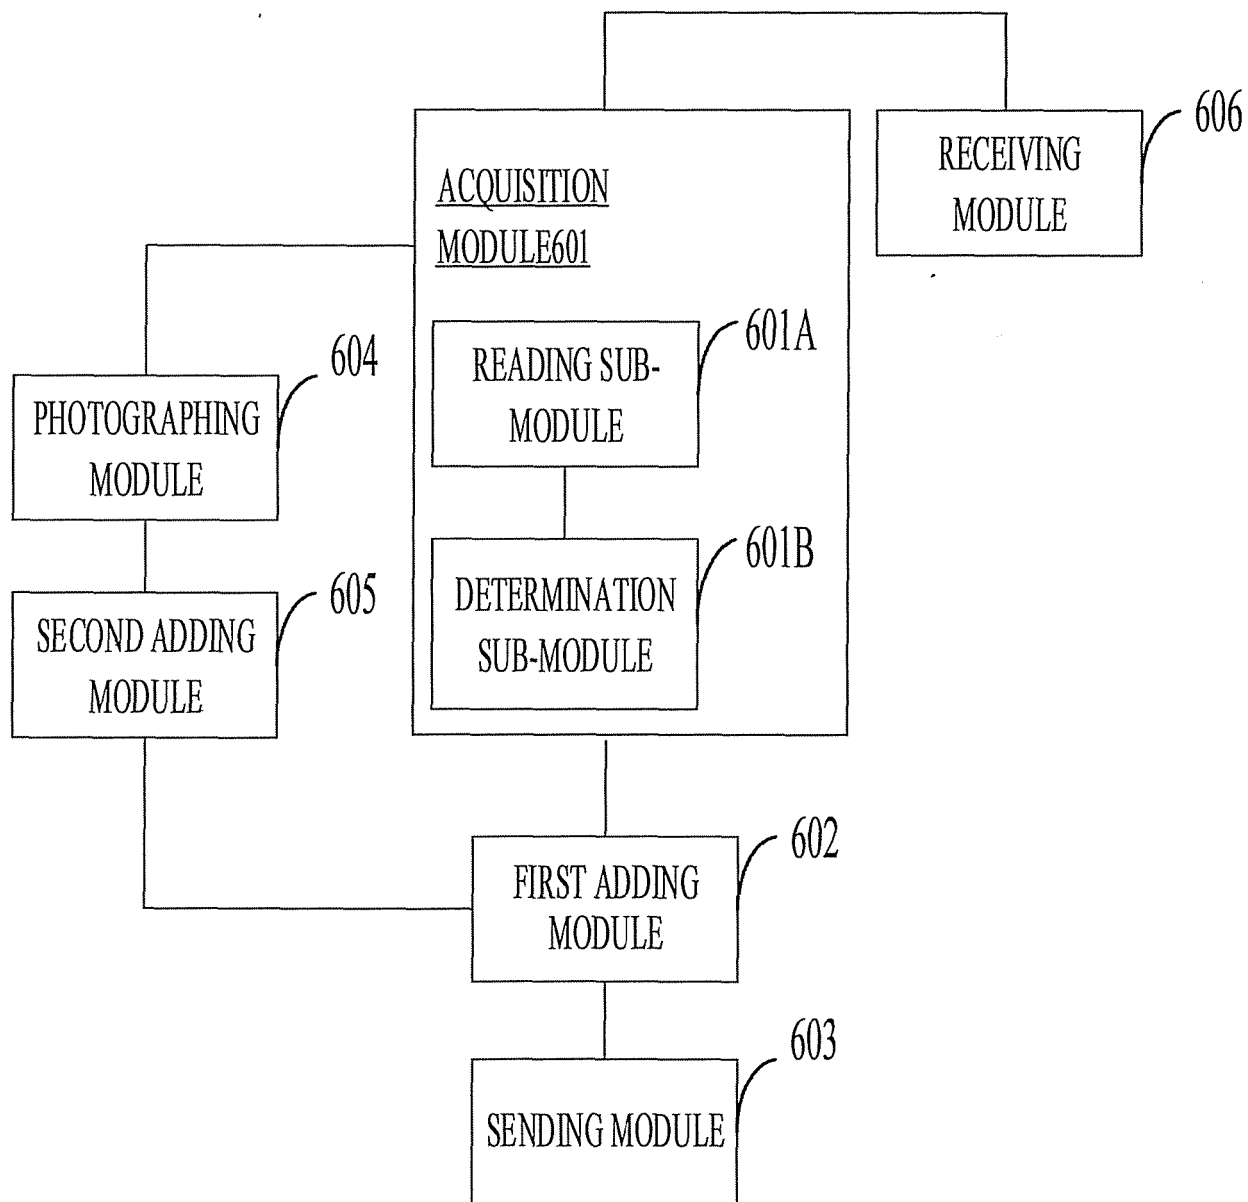 606
RECEIVING
MODULE
ACQUISITION
MODULE601
601A
READING SUB-
MODULE
604
PHOTOGRAPHING
MODULE
601B
DETERMINATION
SUB-MODULE
605
SECOND ADDING
MODULE
602
FIRST ADDING
MODULE
603
SENDING MODULE